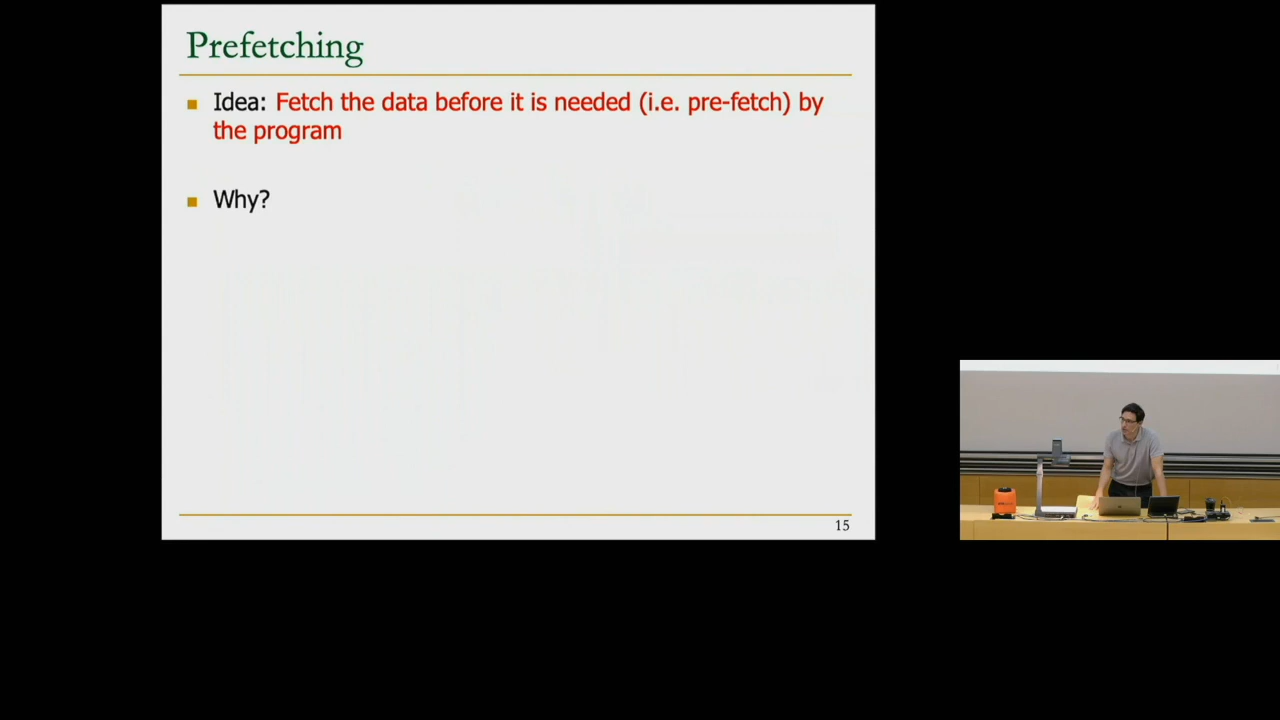 Prefetching
Idea: Fetch the data before it is needed (i.e. pre-fetch) by
the program
Why?
15